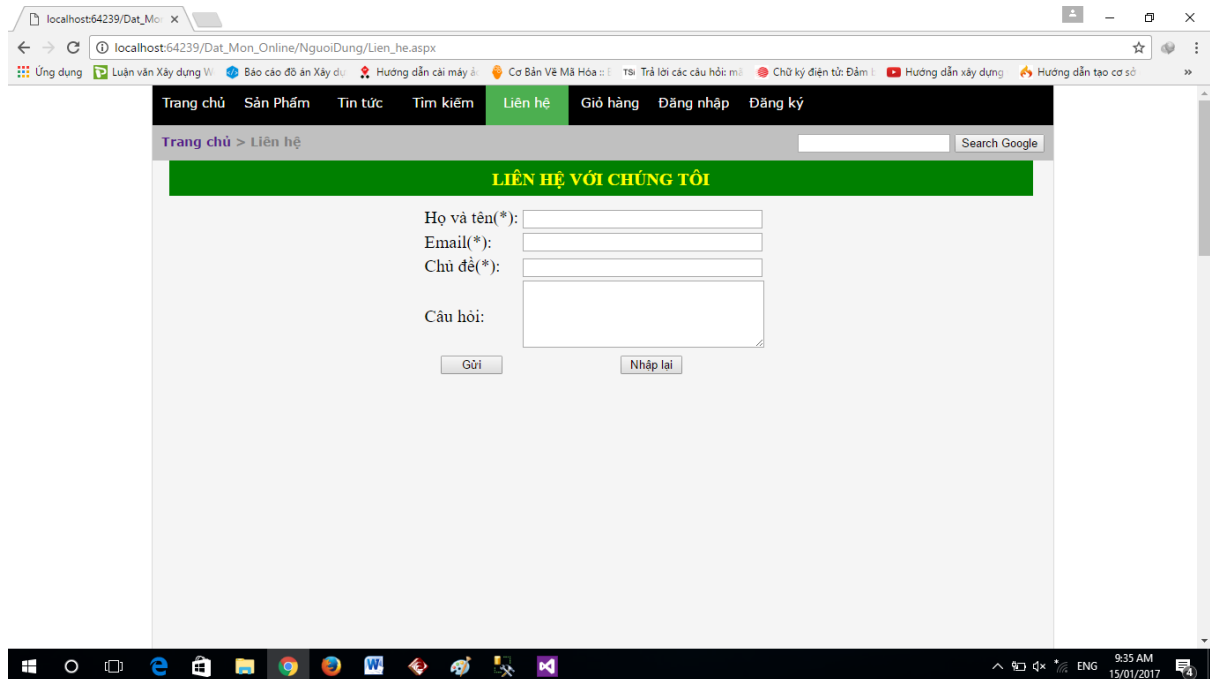 localhost:64239/Dat_Mo
localhost:64239/Dat_Mon_Online/NguoiDung/Lien_he.aspx
Ứng dụng Luận văn Xây dựng W Báo cáo đồ án Xây dự Hướng dẫn cài máy ả Cơ Bản Về Mã Hóa :: TSI Trả lời các câu hỏi: mã Chữ ký điện tử: Đảm Hướng dẫn xây dựng Hướng dẫn tạo cơ sở »
Trang chủ Sản Phẩm Tin tức Tìm kiếm Liên hệ Giỏ hàng Đăng nhập Đăng ký
Trang chủ > Liên hệ Search Google
LIÊN HỆ VỚI CHÚNG TÔI
Họ và tên(*):
Email(*):
Chủ đề(*):
Câu hỏi:
Gửi Nhập lại
ENG 9:35 AM
15/01/2017 4